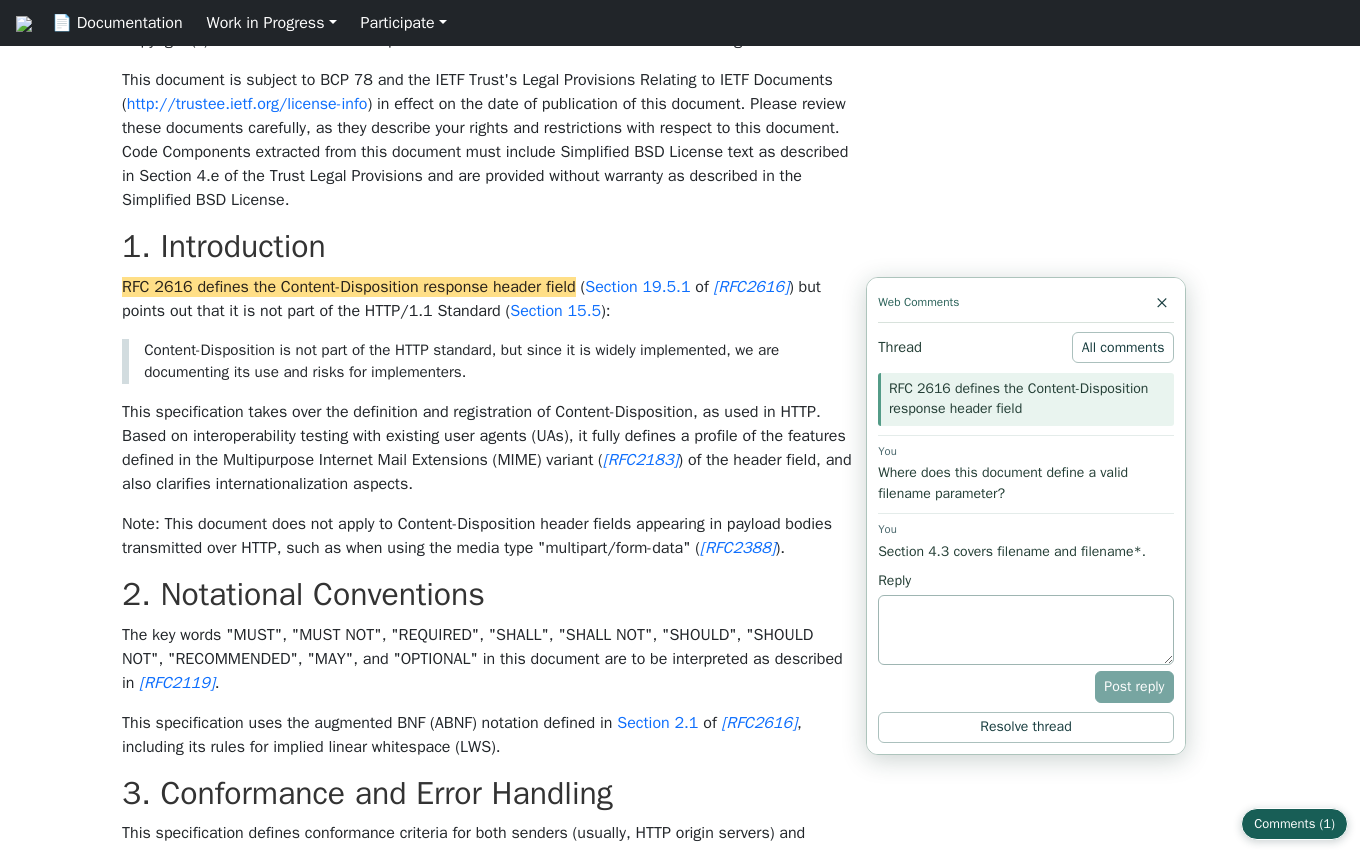 📄 Documentation
Work in Progress
Participate
This document is subject to BCP 78 and the IETF Trust's Legal Provisions Relating to IETF Documents
(http://trustee.ietf.org/license-info) in effect on the date of publication of this document. Please review
these documents carefully, as they describe your rights and restrictions with respect to this document.
Code Components extracted from this document must include Simplified BSD License text as described
in Section 4.e of the Trust Legal Provisions and are provided without warranty as described in the
Simplified BSD License.
1. Introduction
RFC 2616 defines the Content-Disposition response header field (Section 19.5.1 of [RFC2616]) but
points out that it is not part of the HTTP/1.1 Standard (Section 15.5):
Content-Disposition is not part of the HTTP standard, but since it is widely implemented, we are
documenting its use and risks for implementers.
This specification takes over the definition and registration of Content-Disposition, as used in HTTP.
Based on interoperability testing with existing user agents (UAs), it fully defines a profile of the features
defined in the Multipurpose Internet Mail Extensions (MIME) variant ([RFC2183]) of the header field, and
also clarifies internationalization aspects.
Note: This document does not apply to Content-Disposition header fields appearing in payload bodies
transmitted over HTTP, such as when using the media type "multipart/form-data" ([RFC2388]).
2. Notational Conventions
The key words "MUST", "MUST NOT", "REQUIRED", "SHALL", "SHALL NOT", "SHOULD", "SHOULD
NOT", "RECOMMENDED", "MAY", and "OPTIONAL" in this document are to be interpreted as described
in [RFC2119].
This specification uses the augmented BNF (ABNF) notation defined in Section 2.1 of [RFC2616],
including its rules for implied linear whitespace (LWS).
3. Conformance and Error Handling
This specification defines conformance criteria for both senders (usually, HTTP origin servers) and
Web Comments
Thread
All comments
RFC 2616 defines the Content-Disposition
response header field
You
Where does this document define a valid
filename parameter?
You
Section 4.3 covers filename and filename*.
Reply
Post reply
Resolve thread
Comments (1)